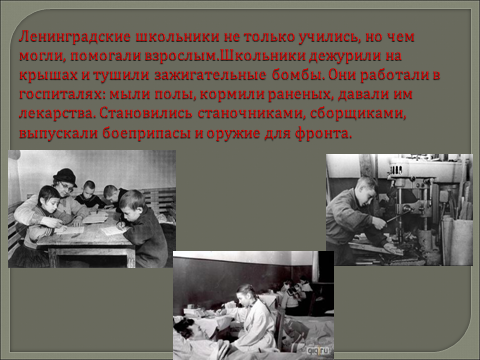 Ленинградские школьники не только учились, но чем
могли, помогали взрослым.Школьники дежурили на
крышах и тушили зажигательные бомбы. Они работали в
госпиталях: мыли полы, кормили раненых, давали им
лекарства. Становились станочниками, сборщиками,
выпускали боеприпасы и оружие для фронта.